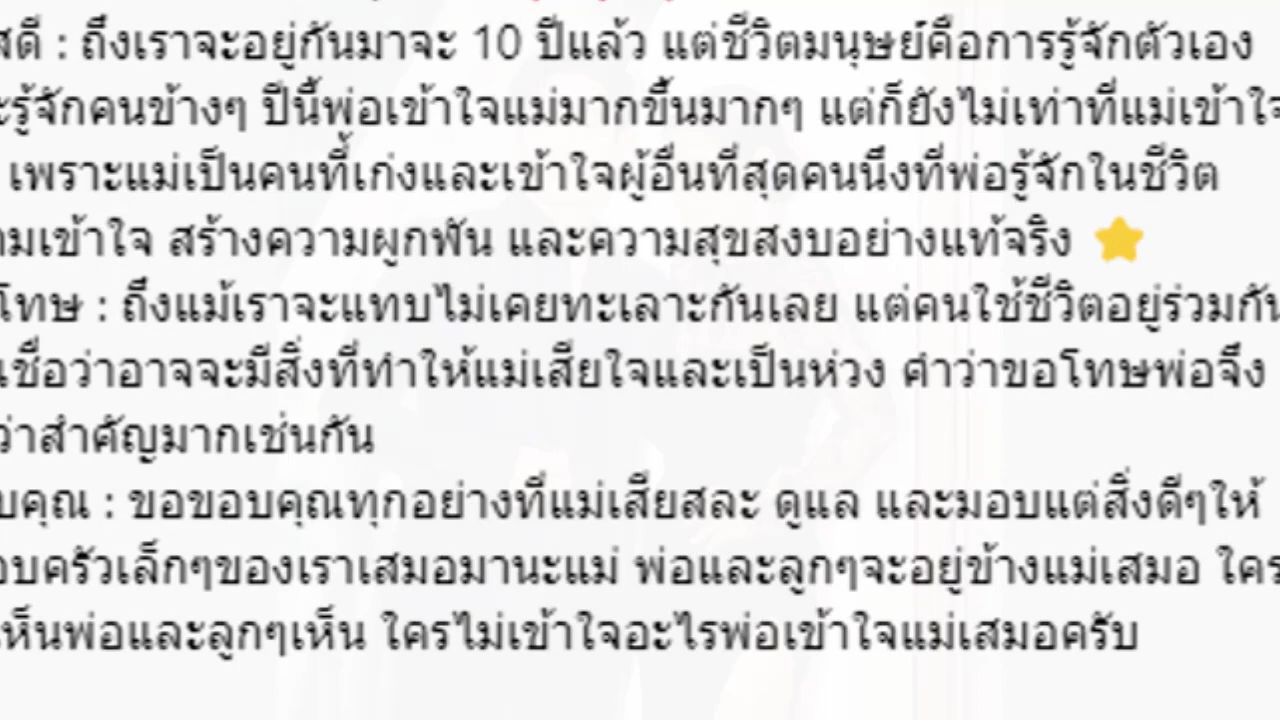 สดี : ถึงเราจะอยู่กันมาจะ 10 ปีแล้ว แต่ชีวิตมนุษย์คือการรู้จักตัวเอง
ะรู้จักคนข้างๆ ปีนี้พ่อเข้าใจแม่มากขึ้นมากๆ แต่ก็ยังไม่เท่าที่แม่เข้าใจ
เพราะแม่เป็นคนที่เก่งและเข้าใจผู้อื่นที่สุดคนนึงที่พ่อรู้จักในชีวิต
ามเข้าใจ สร้างความผูกพัน และความสุขสงบอย่างแท้จริง ⭐
โทษ : ถึงแม้เราจะแทบไม่เคยทะเลาะกันเลย แต่คนใช้ชีวิตอยู่ร่วมกัน
เชื่อว่าอาจจะมีสิ่งที่ทำให้แม่เสียใจและเป็นห่วง คำว่าขอโทษพ่อจึง
ว่าสำคัญมากเช่นกัน
บคุณ : ขอขอบคุณทุกอย่างที่แม่เสียสละ ดูแล และมอบแต่สิ่งดีๆให้
อบครัวเล็กๆของเราเสมอมานะแม่ พ่อและลูกๆจะอยู่ข้างแม่เสมอ ใคร
เห็นพ่อและลูกๆเห็น ใครไม่เข้าใจอะไรพ่อเข้าใจแม่เสมอครับ